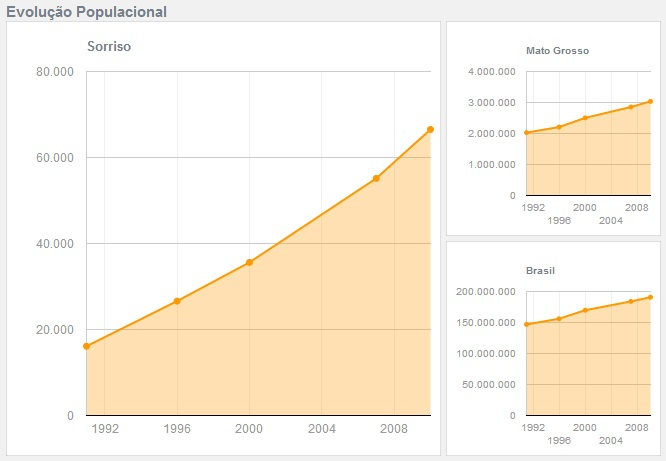 Evolução Populacional
Sorriso
80.000
60.000
40.000
20.000
0
1992 1996 2000 2004 2008
Mato Grosso
4.000.000
3.000.000
2.000.000
1.000.000
0
1992 2000 2008
1996 2004
Brasil
200.000.000
150.000.000
100.000.000
50.000.000
0
1992 2000 2008
1996 2004